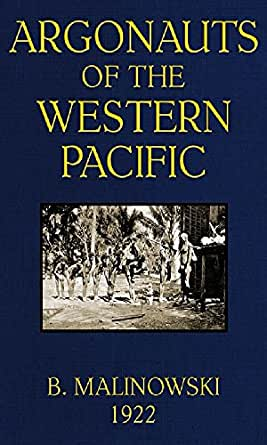 ARGONAUTS
OF THE
WESTERN
PACIFIC
B. MALINOWSKI
1922